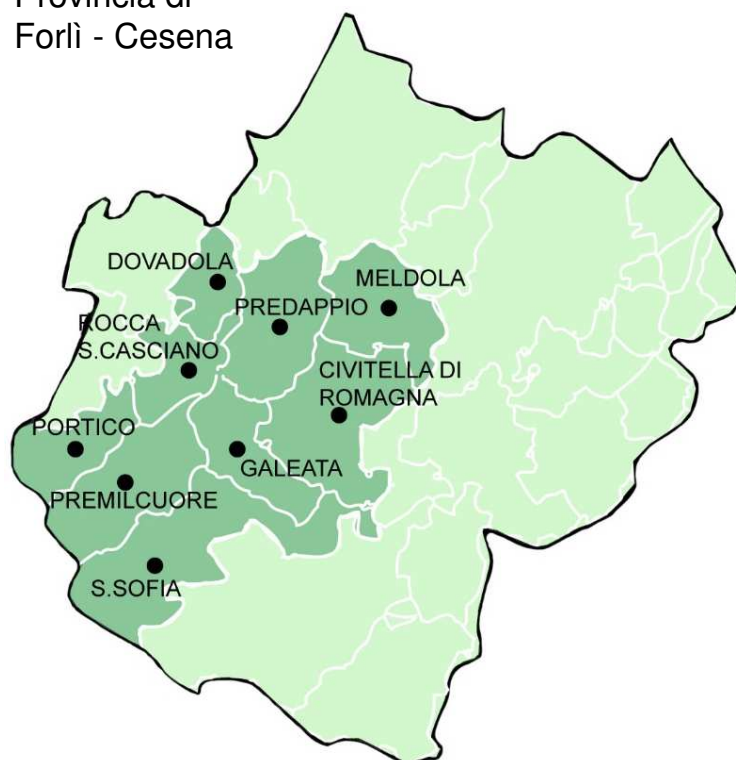 Provincia di
Forlì - Cesena
DOVADOLA
MELDOLA
PREDAPPIO
ROCCA
S.CASCIANO
CIVITELLA DI
ROMAGNA
PORTICO
GALEATA
PREMILCUORE
S.SOFIA